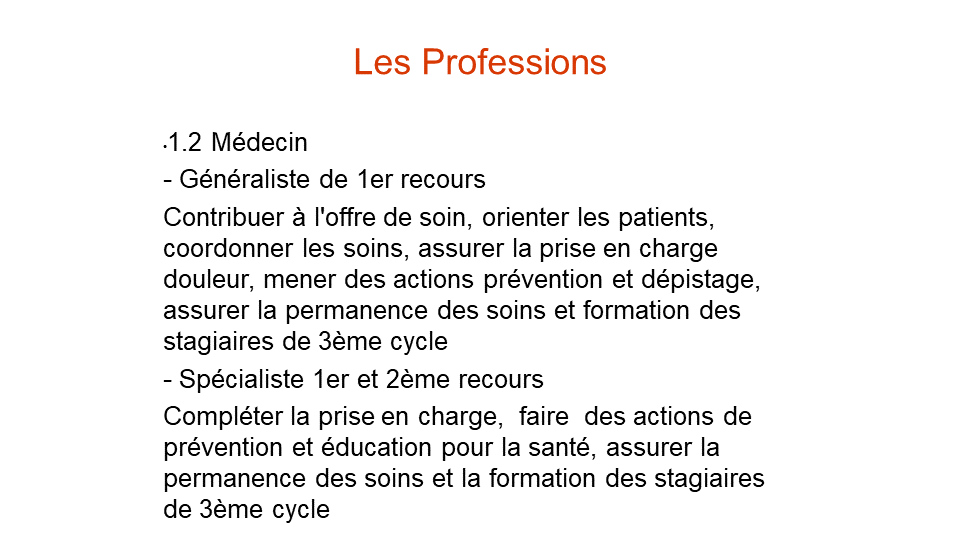 Les Professions
•1.2 Médecin
- Généraliste de 1er recours
Contribuer à l'offre de soin, orienter les patients,
coordonner les soins, assurer la prise en charge
douleur, mener des actions prévention et dépistage,
assurer la permanence des soins et formation des
stagiaires de 3ème cycle
- Spécialiste 1er et 2ème recours
Compléter la prise en charge,  faire  des actions de
prévention et éducation pour la santé, assurer la
permanence des soins et la formation des stagiaires
de 3ème cycle